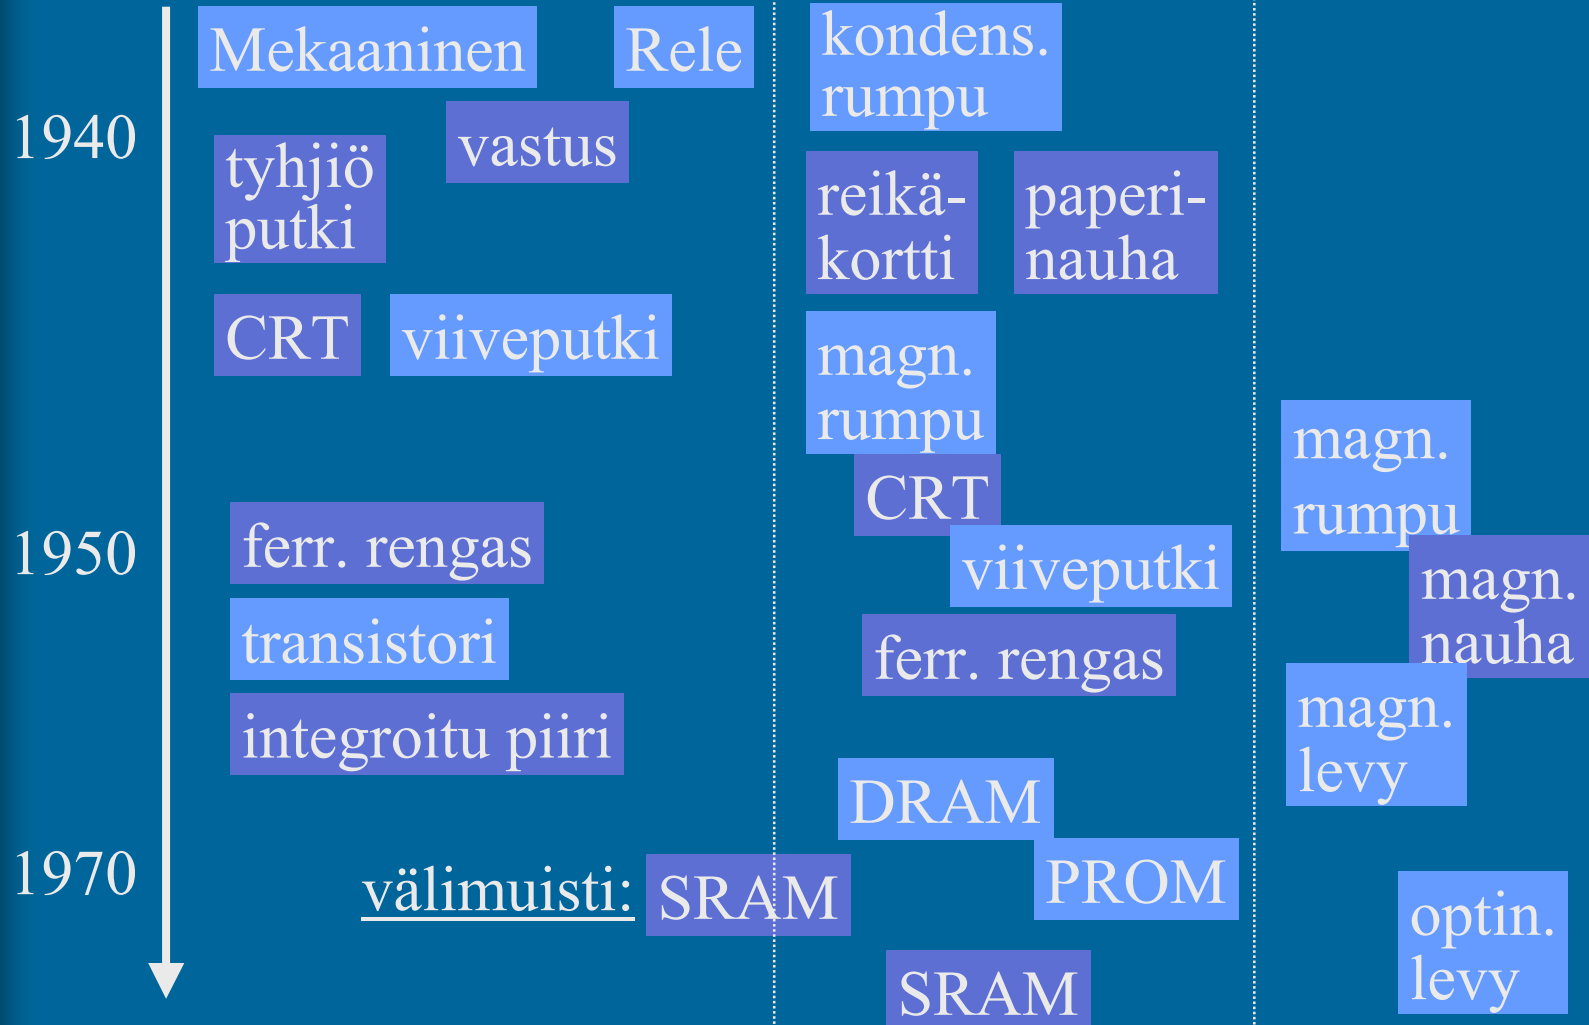 Mekaaninen
Rele
kondens.
rumpu
1940
vastus
tyhjiö
putki
reikä-
kortti
paperi-
nauha
CRT
viiveputki
magn.
rumpu
magn.
rumpu
CRT
1950
ferr. rengas
viiveputki
magn.
nauha
transistori
ferr. rengas
magn.
levy
integroitu piiri
DRAM
1970
välimuisti:
SRAM
PROM
optin.
levy
SRAM